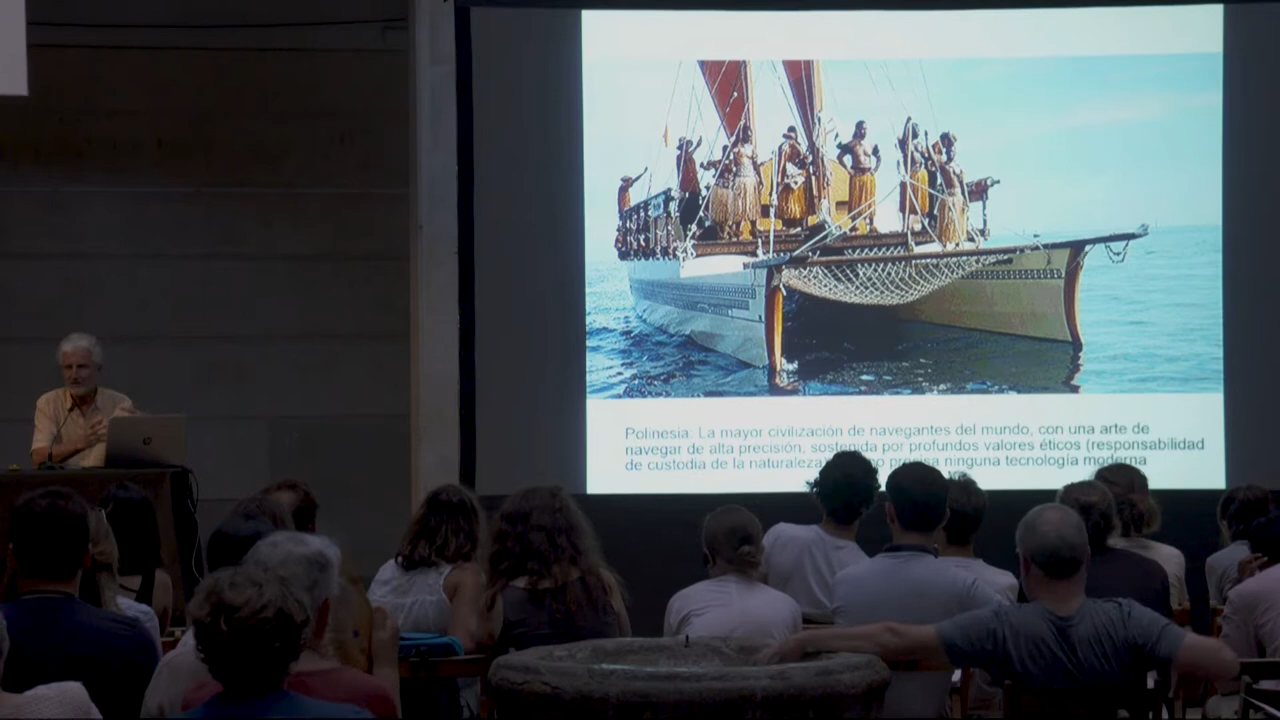 Polinesia: La mayor civilización de navegantes del mundo, con una arte de
navegar de alta precisión, sostenida por profundos valores éticos (responsabilidad
de custodia de la naturaleza precisa ninguna tecnología moderna